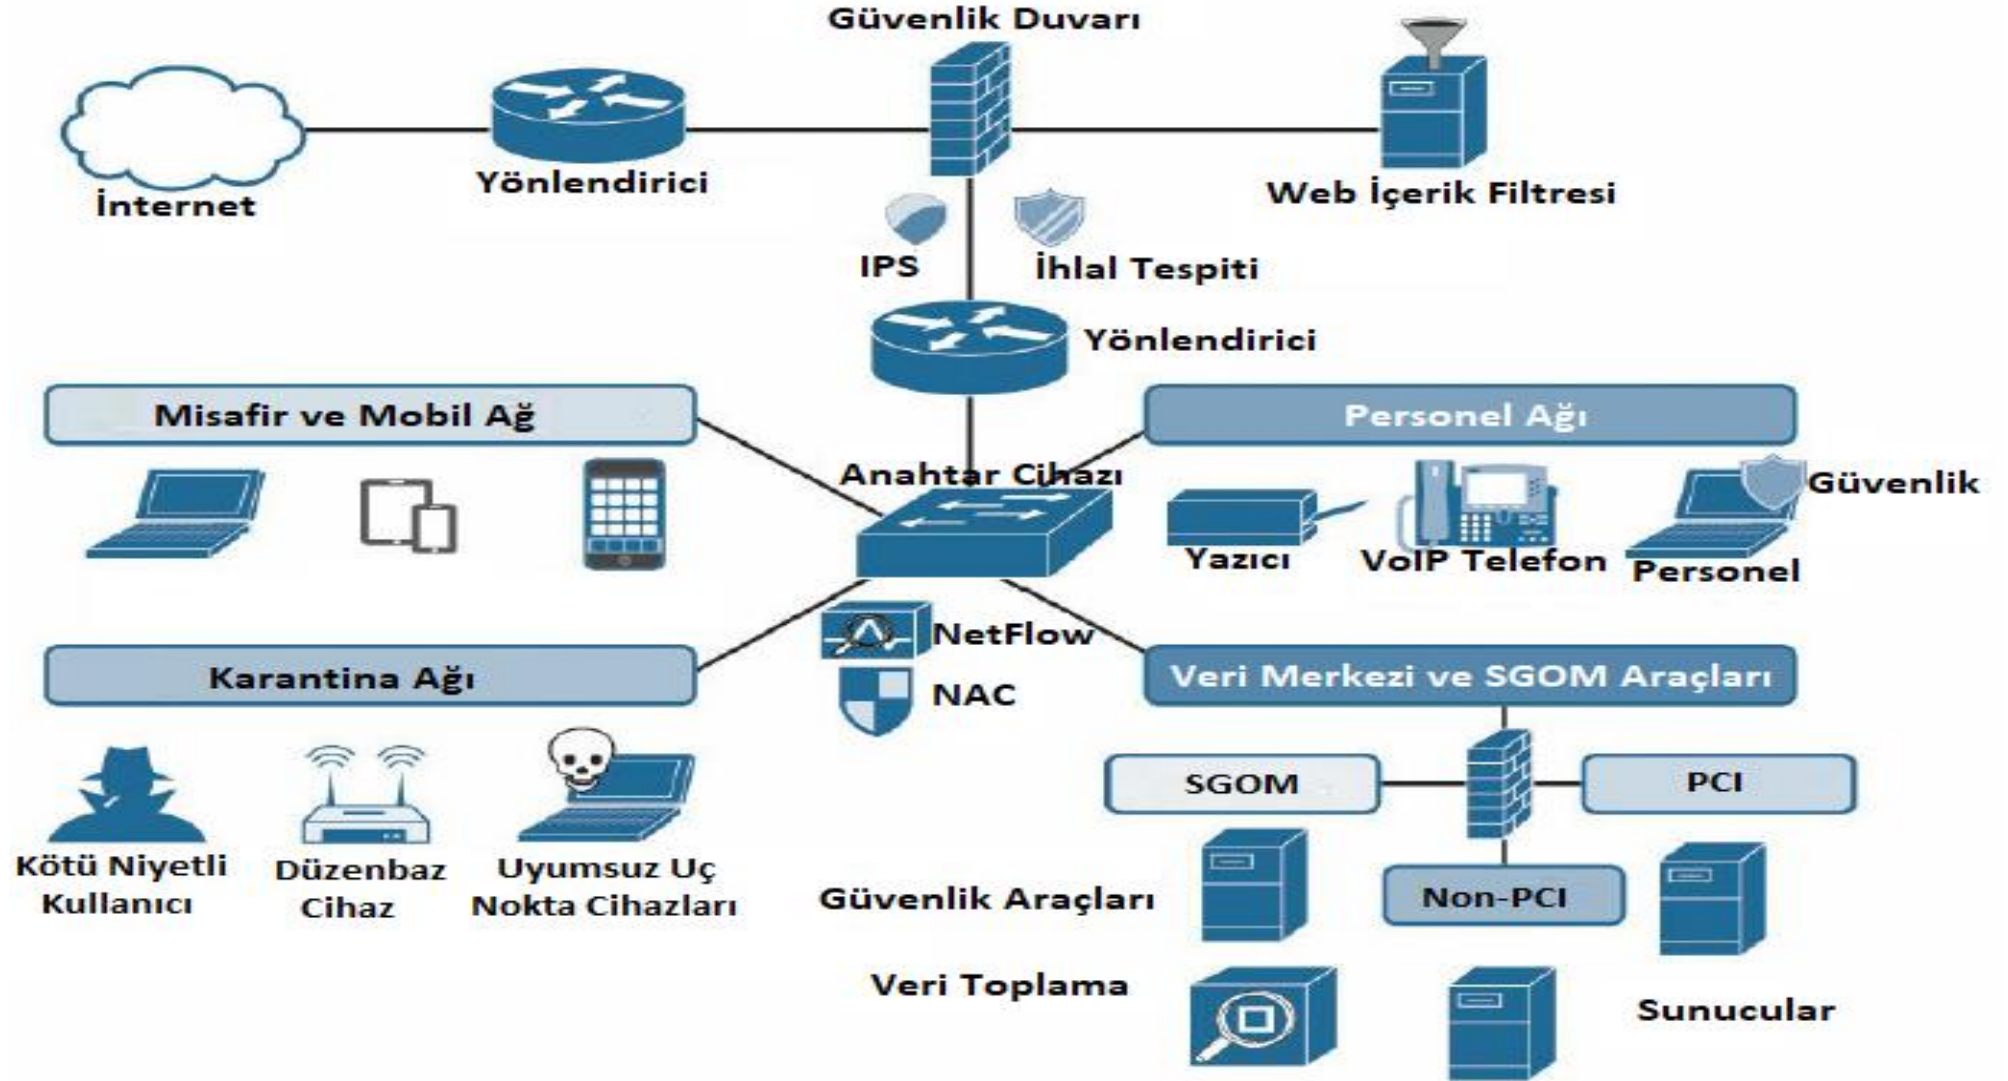 Güvenlik Duvarı
İnternet
Yönlendirici
Web İçerik Filtresi
IPS
İhlal Tespiti
Yönlendirici
Misafir ve Mobil Ağ
Personel Ağı
Anahtar Cihazı
Güvenlik
Yazıcı
VoIP Telefon
Personel
NetFlow
NAC
Karantina Ağı
Veri Merkezi ve SGOM Araçları
SGOM
PCI
Kötü Niyetli
Kullanıcı
Düzenbaz
Cihaz
Uyumsuz Uç
Nokta Cihazları
Güvenlik Araçları
Non-PCI
Veri Toplama
Sunucular